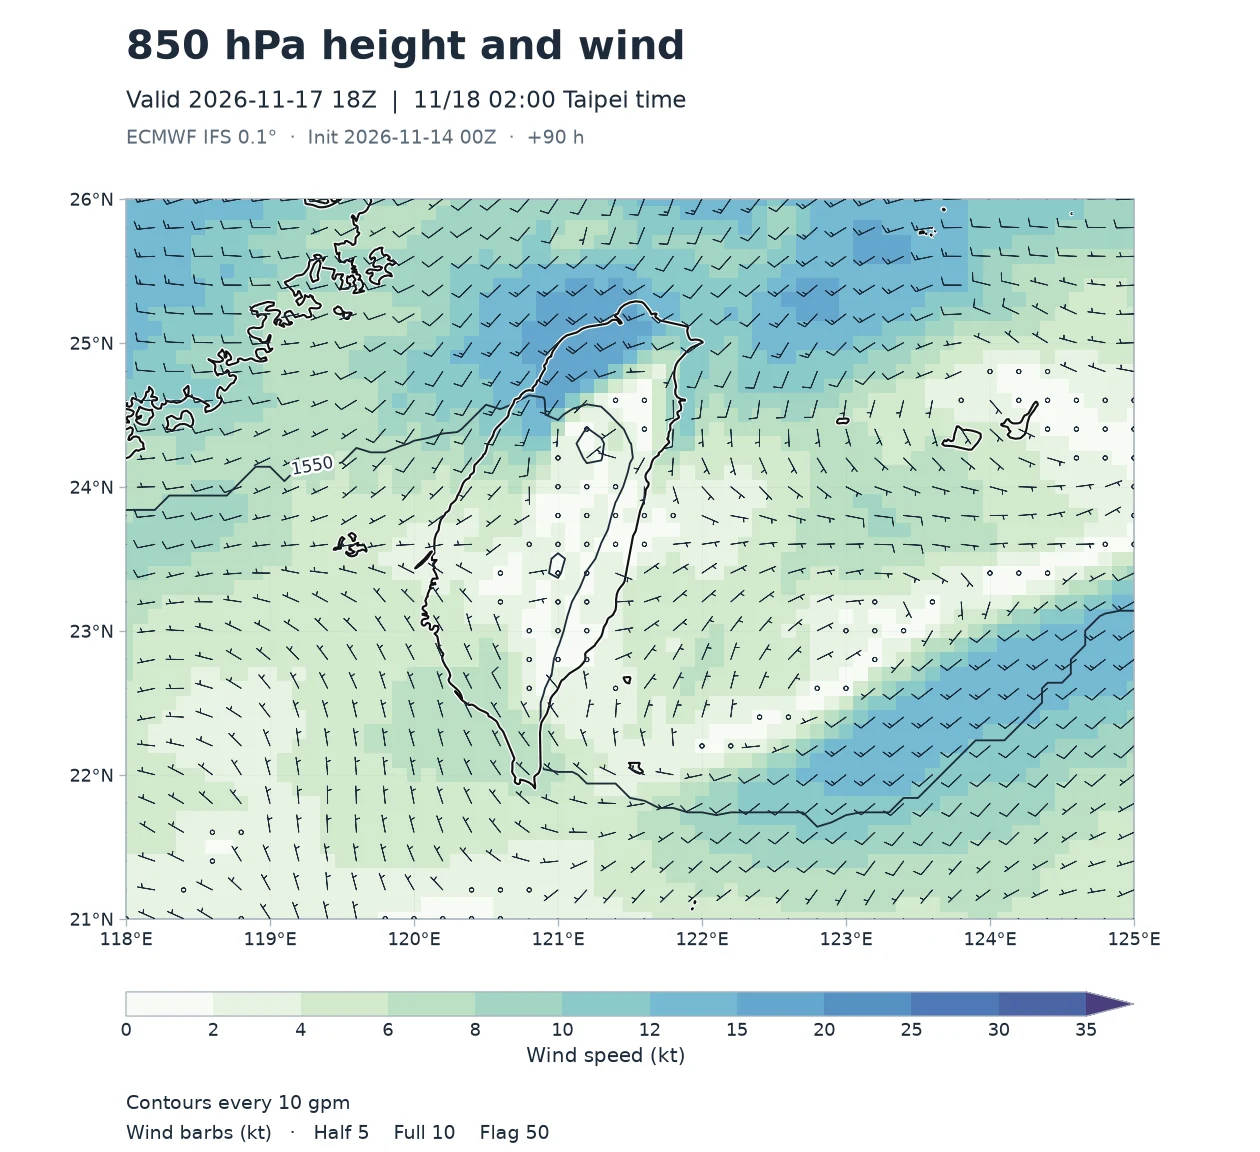 850 hPa height and wind
Valid 2026-11-17 18Z | 11/18 02:00 Taipei time
ECMWF IFS 0.1° · Init 2026-11-14 00Z · +90 h
26°N
25°N
24°N
23°N
22°N
21°N
1550
118°E 119°E 120°E 121°E 122°E 123°E 124°E 125°E
0 2 4 6 8 10 12 15 20 25 30 35
Wind speed (kt)
Contours every 10 gpm
Wind barbs (kt) · Half 5 Full 10 Flag 50